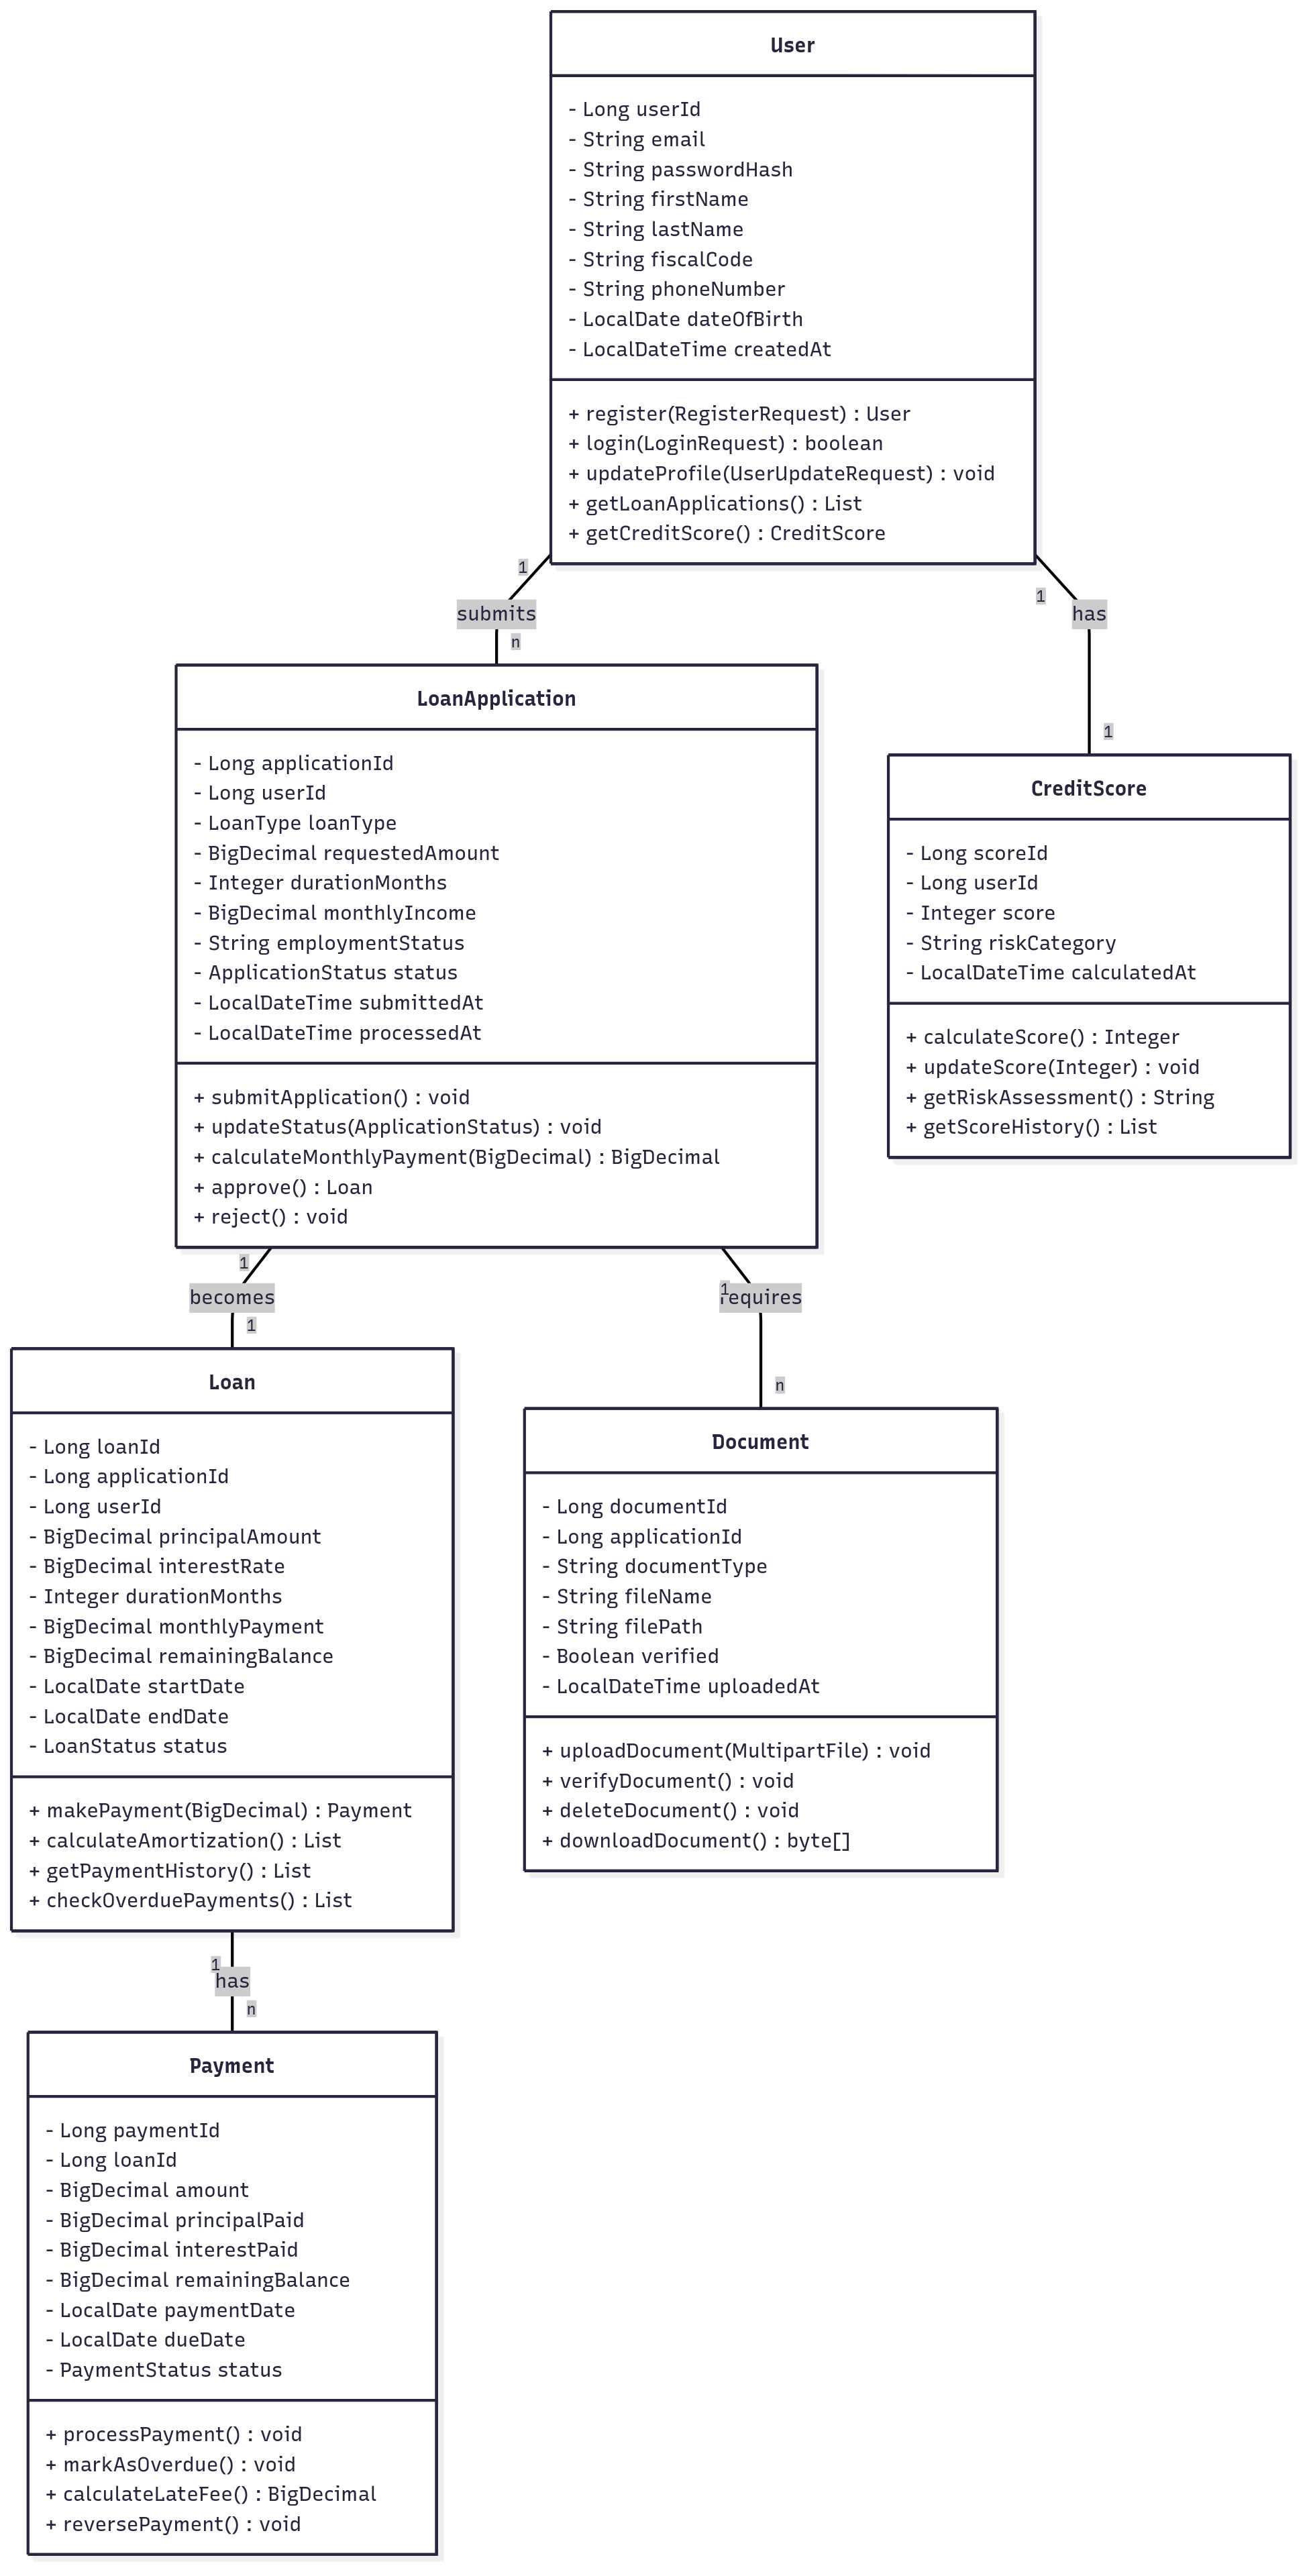 User
- Long userId
- String email
- String passwordHash
- String firstName
- String lastName
- String fiscalCode
- String phoneNumber
- LocalDate dateOfBirth
- LocalDateTime createdAt
+ register(RegisterRequest) : User
+ login(LoginRequest) : boolean
+ updateProfile(UserUpdateRequest) : void
+ getLoanApplications() : List
+ getCreditScore() : CreditScore
1
submits
n
1
has
1
LoanApplication
- Long applicationId
- Long userId
- LoanType loanType
- BigDecimal requestedAmount
- Integer durationMonths
- BigDecimal monthlyIncome
- String employmentStatus
- ApplicationStatus status
- LocalDateTime submittedAt
- LocalDateTime processedAt
+ submitApplication() : void
+ updateStatus(ApplicationStatus) : void
+ calculateMonthlyPayment(BigDecimal) : BigDecimal
+ approve() : Loan
+ reject() : void
CreditScore
- Long scoreId
- Long userId
- Integer score
- String riskCategory
- LocalDateTime calculatedAt
+ calculateScore() : Integer
+ updateScore(Integer) : void
+ getRiskAssessment() : String
+ getScoreHistory() : List
1
becomes
1
1
requires
n
Loan
- Long loanId
- Long applicationId
- Long userId
- BigDecimal principalAmount
- BigDecimal interestRate
- Integer durationMonths
- BigDecimal monthlyPayment
- BigDecimal remainingBalance
- LocalDate startDate
- LocalDate endDate
- LoanStatus status
+ makePayment(BigDecimal) : Payment
+ calculateAmortization() : List
+ getPaymentHistory() : List
+ checkOverduePayments() : List
Document
- Long documentId
- Long applicationId
- String documentType
- String fileName
- String filePath
- Boolean verified
- LocalDateTime uploadedAt
+ uploadDocument(MultipartFile) : void
+ verifyDocument() : void
+ deleteDocument() : void
+ downloadDocument() : byte[]
1
has
n
Payment
- Long paymentId
- Long loanId
- BigDecimal amount
- BigDecimal principalPaid
- BigDecimal interestPaid
- BigDecimal remainingBalance
- LocalDate paymentDate
- LocalDate dueDate
- PaymentStatus status
+ processPayment() : void
+ markAsOverdue() : void
+ calculateLateFee() : BigDecimal
+ reversePayment() : void